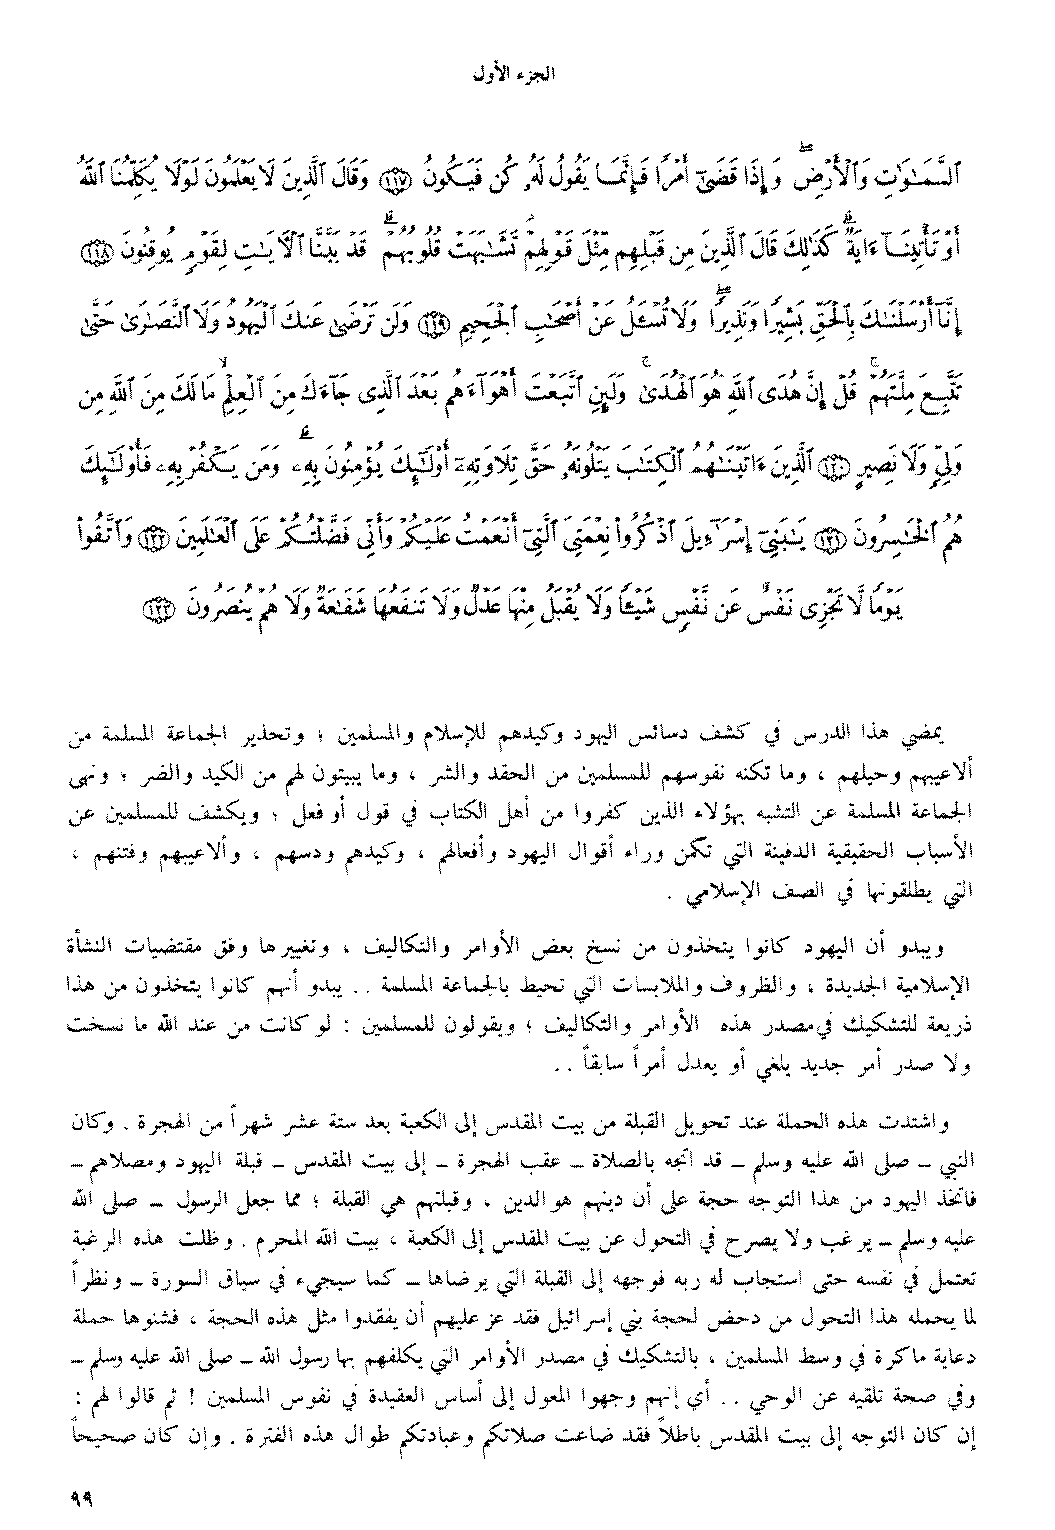 الجزء الأول
ٱلسَّمَٰوَٰتِ وَٱلْأَرْضِ ۖ وَإِذَا قَضَىٰٓ أَمْرًا فَإِنَّمَا يَقُولُ لَهُۥ كُن فَيَكُونُ ﴿١١٧﴾ وَقَالَ ٱلَّذِينَ لَا يَعْلَمُونَ لَوْلَا يُكَلِّمُنَا ٱللَّهُ
أَوْ تَأْتِينَآ ءَايَةٌ ۗ كَذَٰلِكَ قَالَ ٱلَّذِينَ مِن قَبْلِهِم مِّثْلَ قَوْلِهِمْ ۘ تَشَٰبَهَتْ قُلُوبُهُمْ ۗ قَدْ بَيَّنَّا ٱلْأٓيَٰتِ لِقَوْمٍ يُوقِنُونَ ﴿١١٨﴾
إِنَّآ أَرْسَلْنَٰكَ بِٱلْحَقِّ بَشِيرًا وَنَذِيرًا ۖ وَلَا تُسْـَٔلُ عَنْ أَصْحَٰبِ ٱلْجَحِيمِ ﴿١١٩﴾ وَلَن تَرْضَىٰ عَنكَ ٱلْيَهُودُ وَلَا ٱلنَّصَٰرَىٰ حَتَّىٰ
تَتَّبِعَ مِلَّتَهُمْ ۗ قُلْ إِنَّ هُدَى ٱللَّهِ هُوَ ٱلْهُدَىٰ ۗ وَلَئِنِ ٱتَّبَعْتَ أَهْوَآءَهُم بَعْدَ ٱلَّذِى جَآءَكَ مِنَ ٱلْعِلْمِ ۙ مَا لَكَ مِنَ ٱللَّهِ مِن
وَلِىٍّ وَلَا نَصِيرٍ ﴿١٢٠﴾ ٱلَّذِينَ ءَاتَيْنَٰهُمُ ٱلْكِتَٰبَ يَتْلُونَهُۥ حَقَّ تِلَاوَتِهِۦٓ أُو۟لَٰٓئِكَ يُؤْمِنُونَ بِهِۦ ۗ وَمَن يَكْفُرْ بِهِۦ فَأُو۟لَٰٓئِكَ
هُمُ ٱلْخَٰسِرُونَ ﴿١٢١﴾ يَٰبَنِىٓ إِسْرَٰٓءِيلَ ٱذْكُرُوا۟ نِعْمَتِىَ ٱلَّتِىٓ أَنْعَمْتُ عَلَيْكُمْ وَأَنِّى فَضَّلْتُكُمْ عَلَى ٱلْعَٰلَمِينَ ﴿١٢٢﴾ وَٱتَّقُوا۟
يَوْمًا لَّا تَجْزِى نَفْسٌ عَن نَّفْسٍ شَيْـًٔا وَلَا يُقْبَلُ مِنْهَا عَدْلٌ وَلَا تَنفَعُهَا شَفَٰعَةٌ وَلَا هُمْ يُنصَرُونَ ﴿١٢٣﴾
يمضي هذا الدرس في كشف دسائس اليهود وكيدهم للإسلام والمسلمين ؛ وتحذير الجماعة المسلمة من
ألاعيبهم وحيلهم ، وما تكنه نفوسهم للمسلمين من الحقد والشر ، وما يبيتون لهم من الكيد والضر ؛ ونهى
الجماعة المسلمة عن التشبه بهؤلاء الذين كفروا من أهل الكتاب في قول أو فعل ؛ ويكشف للمسلمين عن
الأسباب الحقيقية الدفينة التي تكمن وراء أقوال اليهود وأفعالهم ، وكيدهم ودسهم ، وألاعيبهم وفتنهم ،
التي يطلقونها في الصف الإسلامي .
ويبدو أن اليهود كانوا يتخذون من نسخ بعض الأوامر والتكاليف ، وتغييرها وفق مقتضيات النشأة
الإسلامية الجديدة ، والظروف والملابسات التي تحيط بالجماعة المسلمة .. يبدو أنهم كانوا يتخذون من هذا
ذريعة للتشكيك في مصدر هذه الأوامر والتكاليف ؛ ويقولون للمسلمين : لو كانت من عند الله ما نسخت
ولا صدر أمر جديد يلغي أو يعدل أمراً سابقاً ..
واشتدت هذه الحملة عند تحويل القبلة من بيت المقدس إلى الكعبة بعد ستة عشر شهراً من الهجرة . وكان
النبي – صلى الله عليه وسلم – قد اتجه بالصلاة – عقب الهجرة – إلى بيت المقدس – قبلة اليهود ومصلاهم –
فاتخذ اليهود من هذا التوجه حجة على أن دينهم هو الدين ، وقبلتهم هي القبلة ؛ مما جعل الرسول – صلى الله
عليه وسلم – يرغب ولا يصرح في التحول عن بيت المقدس إلى الكعبة ، بيت الله المحرم . وظلت هذه الرغبة
تعتمل في نفسه حتى استجاب له ربه فوجهه إلى القبلة التي يرضاها – كما سيجيء في سياق السورة – ونظراً
لما يحمله هذا التحول من دحض لحجة بني إسرائيل فقد عز عليهم أن يفقدوا مثل هذه الحجة ، فشنوها حملة
دعاية ماكرة في وسط المسلمين ، بالتشكيك في مصدر الأوامر التي يكلفهم بها رسول الله – صلى الله عليه وسلم –
وفي صحة تلقيه عن الوحي .. أي إنهم وجهوا المعول إلى أساس العقيدة في نفوس المسلمين ! ثم قالوا لهم :
إن كان التوجه إلى بيت المقدس باطلاً فقد ضاعت صلاتكم وعبادتكم طوال هذه الفترة . وإن كان صحيحاً
٩٩